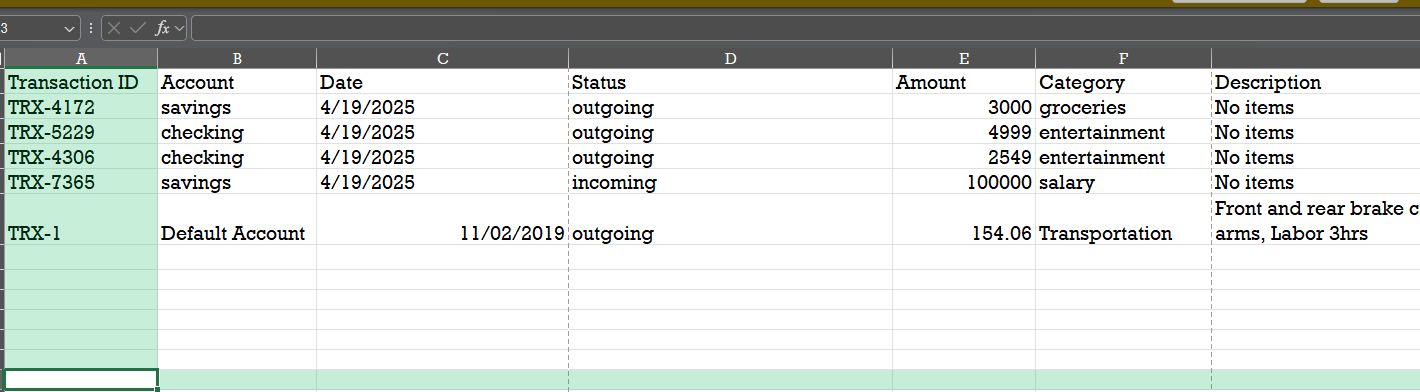 3 fx
A B C D E F
Transaction ID Account Date Status Amount Category Description
TRX-4172 savings 4/19/2025 outgoing 3000 groceries No items
TRX-5229 checking 4/19/2025 outgoing 4999 entertainment No items
TRX-4306 checking 4/19/2025 outgoing 2549 entertainment No items
TRX-7365 savings 4/19/2025 incoming 100000 salary No items
Front and rear brake c
TRX-1 Default Account 11/02/2019 outgoing 154.06 Transportation arms, Labor 3hrs